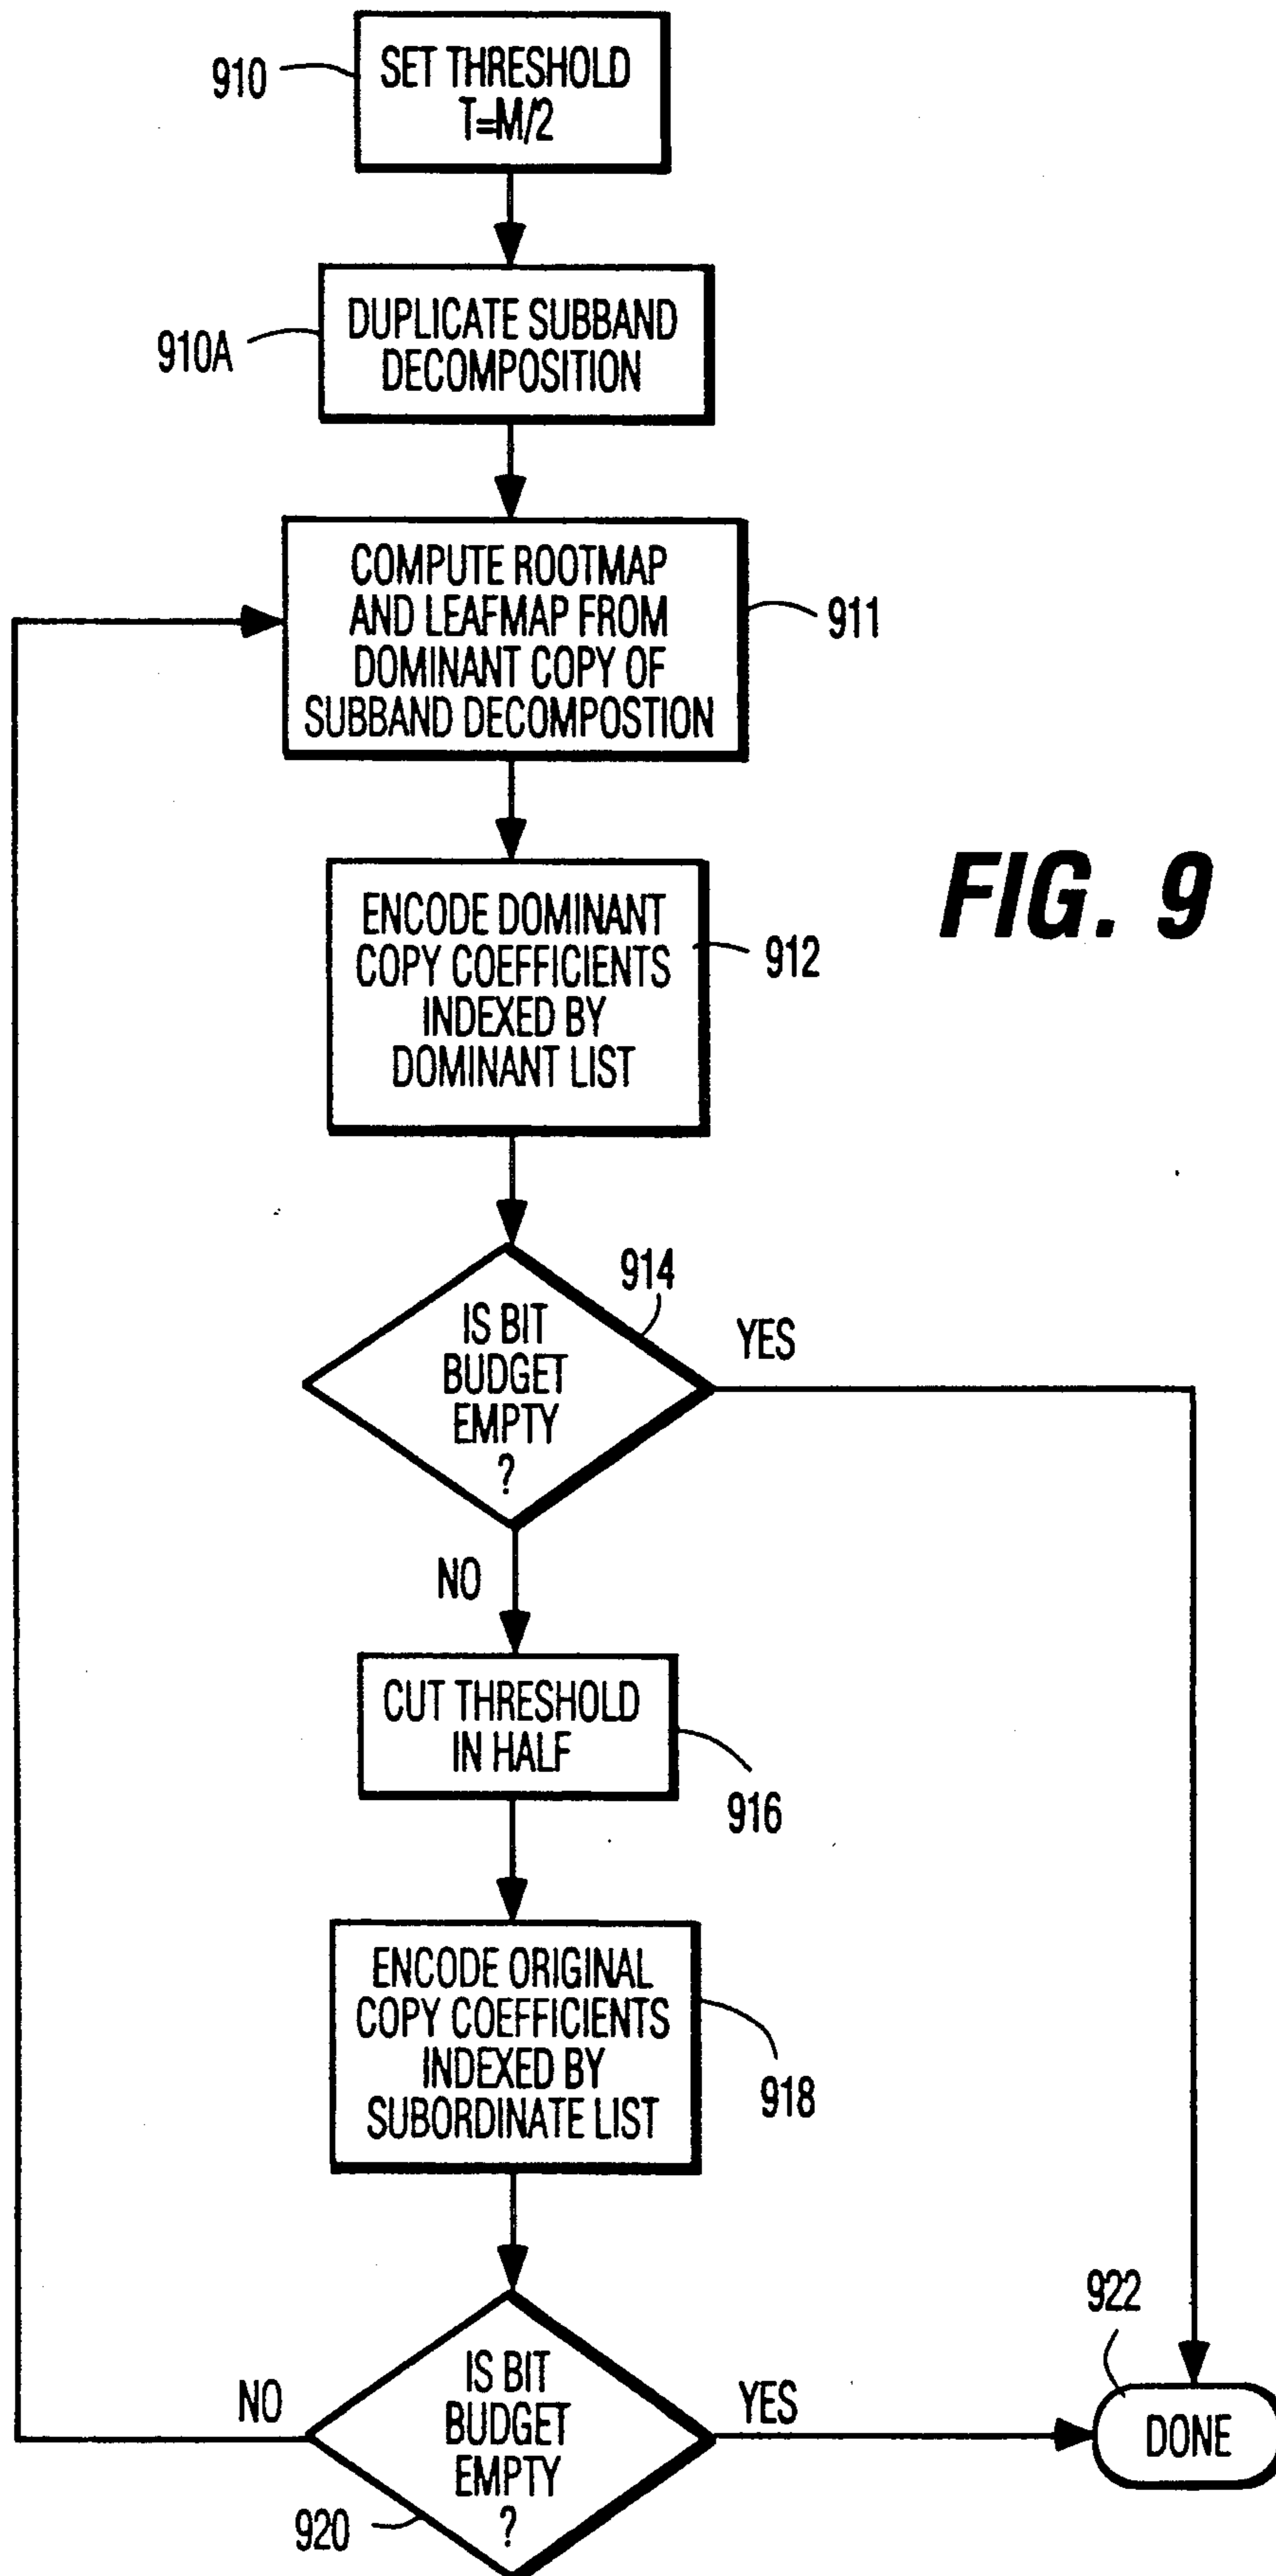 910
SET THRESHOLD
T=M/2
910A
DUPLICATE SUBBAND
DECOMPOSITION
COMPUTE ROOTMAP
AND LEAFMAP FROM
DOMINANT COPY OF
SUBBAND DECOMPOSTION
911
FIG. 9
ENCODE DOMINANT
COPY COEFFICIENTS
INDEXED BY
DOMINANT LIST
912
914
IS BIT
BUDGET
EMPTY
?
YES
NO
CUT THRESHOLD
IN HALF
916
ENCODE ORIGINAL
COPY COEFFICIENTS
INDEXED BY
SUBORDINATE LIST
918
922
NO
IS BIT
BUDGET
EMPTY
?
YES
DONE
920